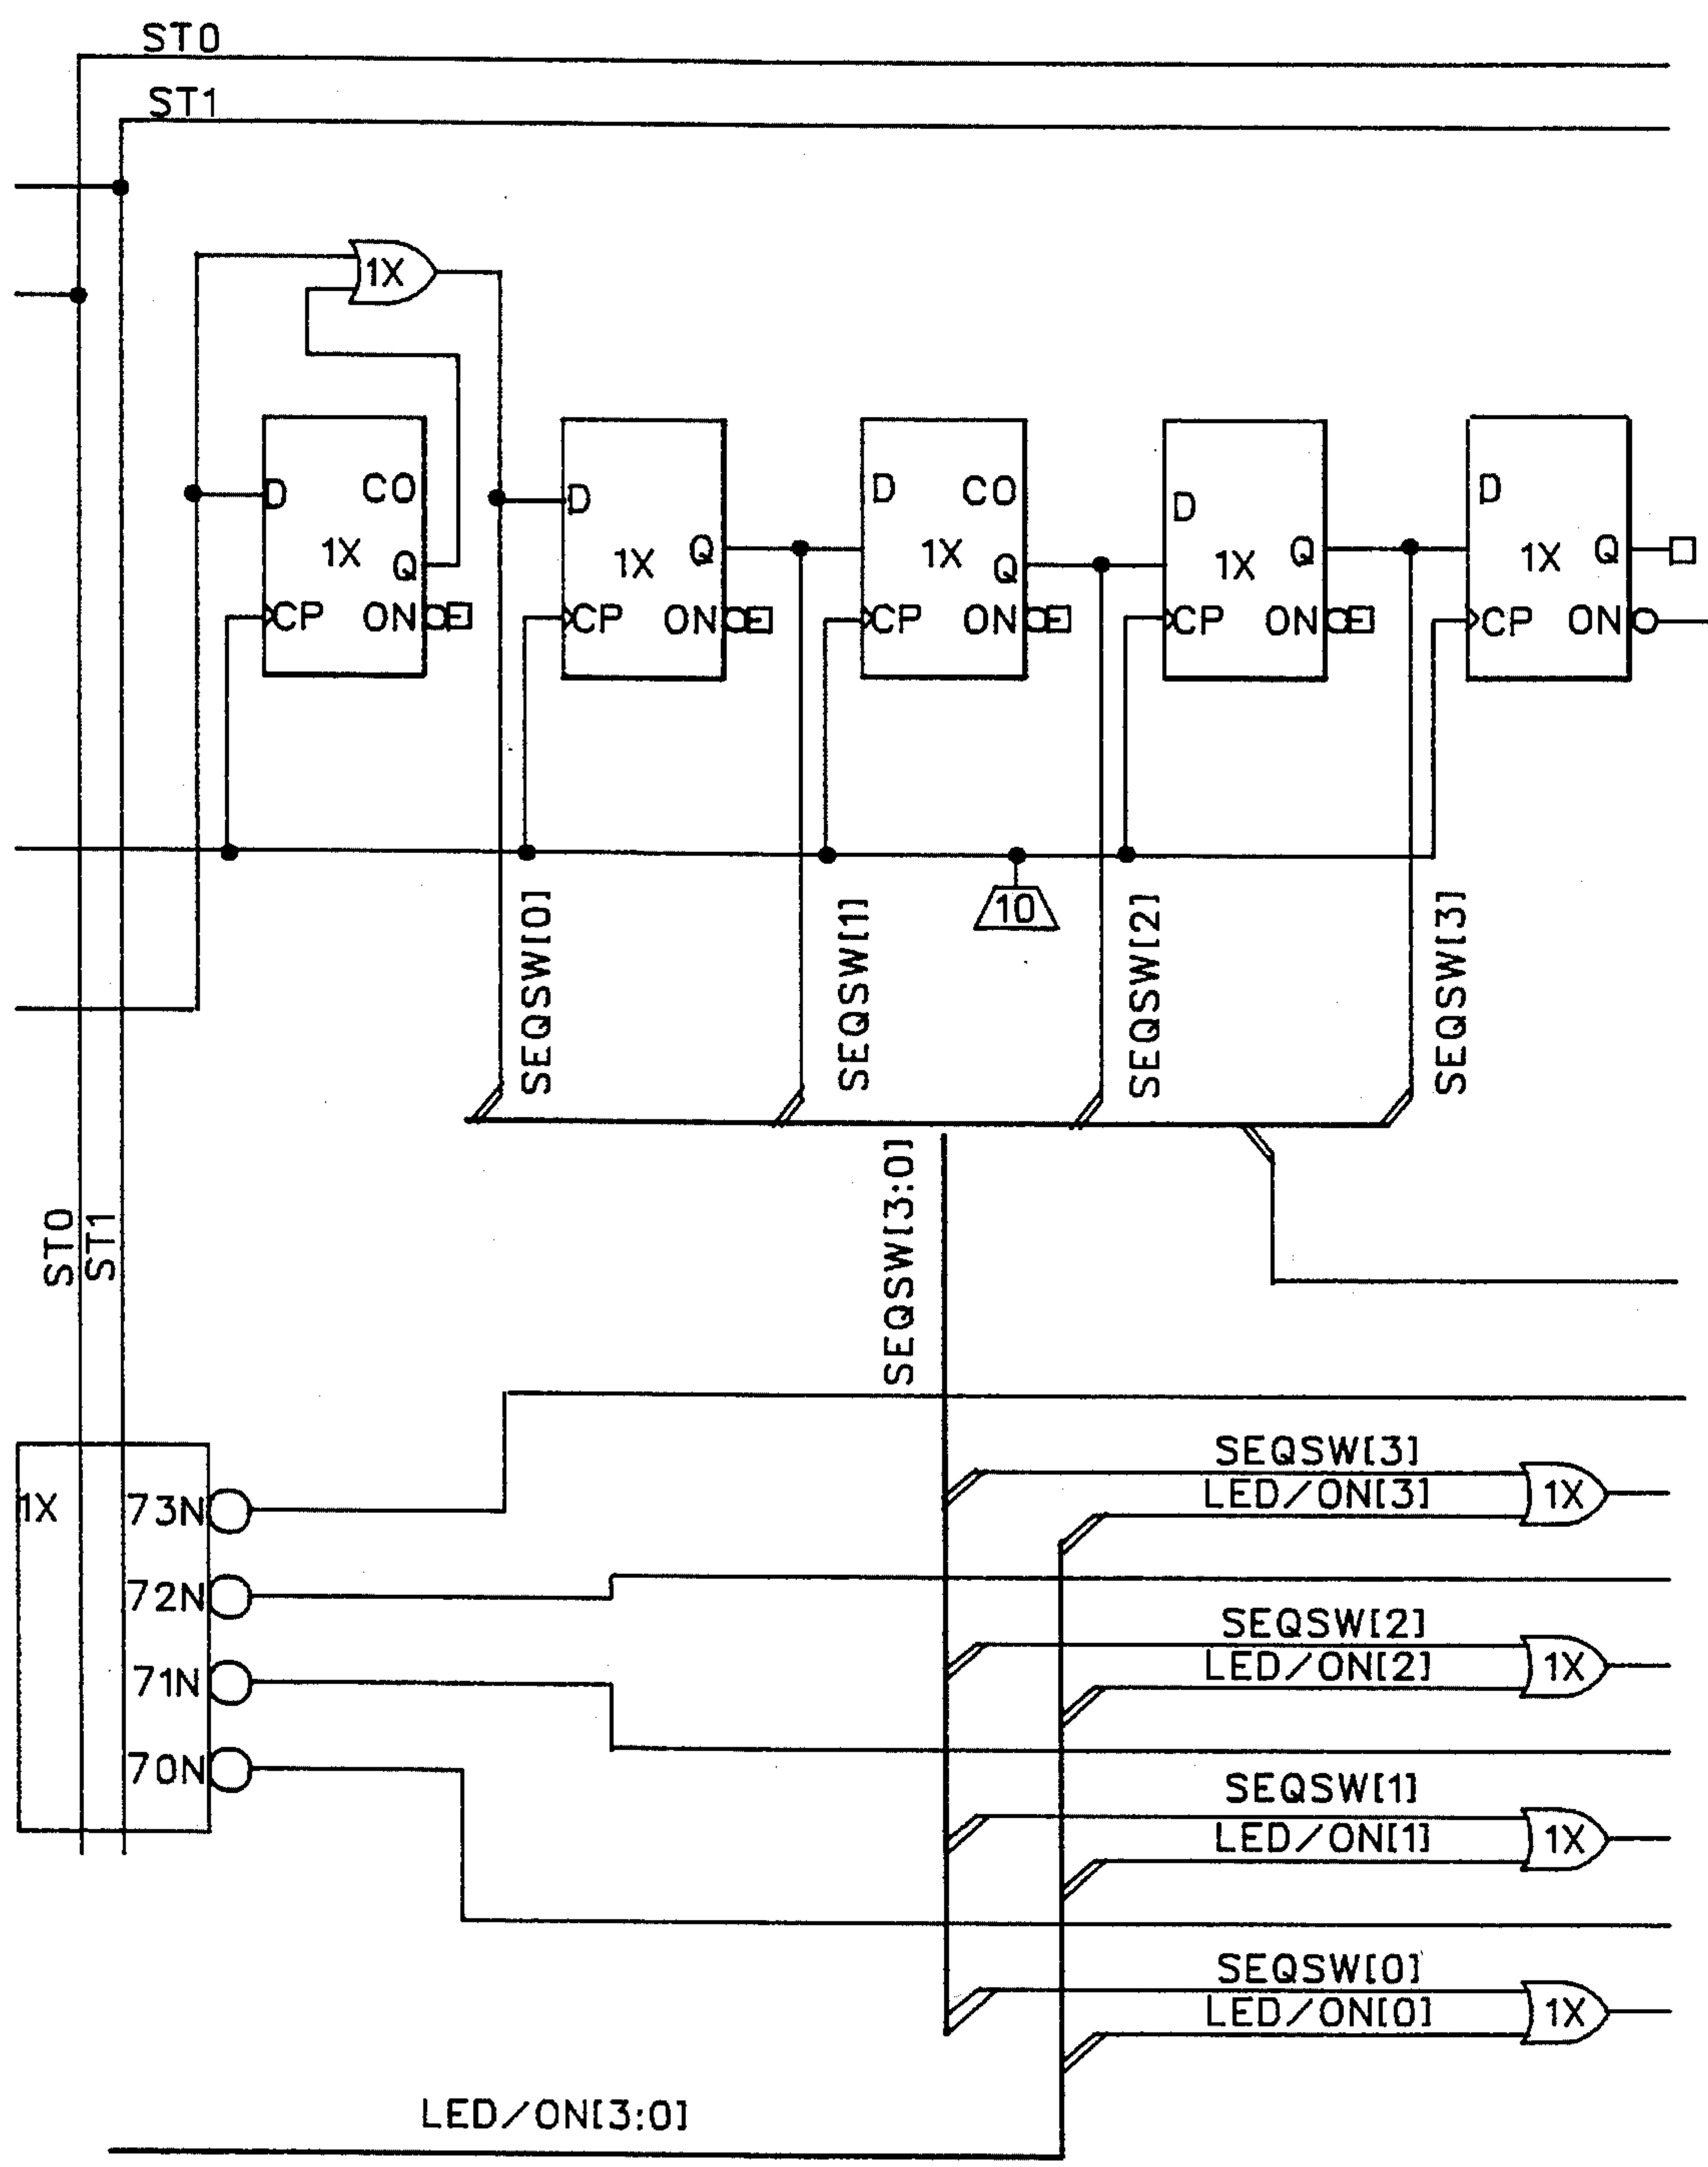 ST0
ST1
1X
D CO
1X
Q
CP ON
D
1X Q
CP ON
D CO
1X
Q
CP ON
D
1X Q
CP ON
D
1X Q
CP ON
10
SEQSW[0]
SEQSW[1]
SEQSW[2]
SEQSW[3]
SEQSW[3:0]
ST0
ST1
1X
73N
72N
71N
70N
SEQSW[3]
LED/ON[3]
1X
SEQSW[2]
LED/ON[2]
1X
SEQSW[1]
LED/ON[1]
1X
SEQSW[0]
LED/ON[0]
1X
LED/ON[3:0]